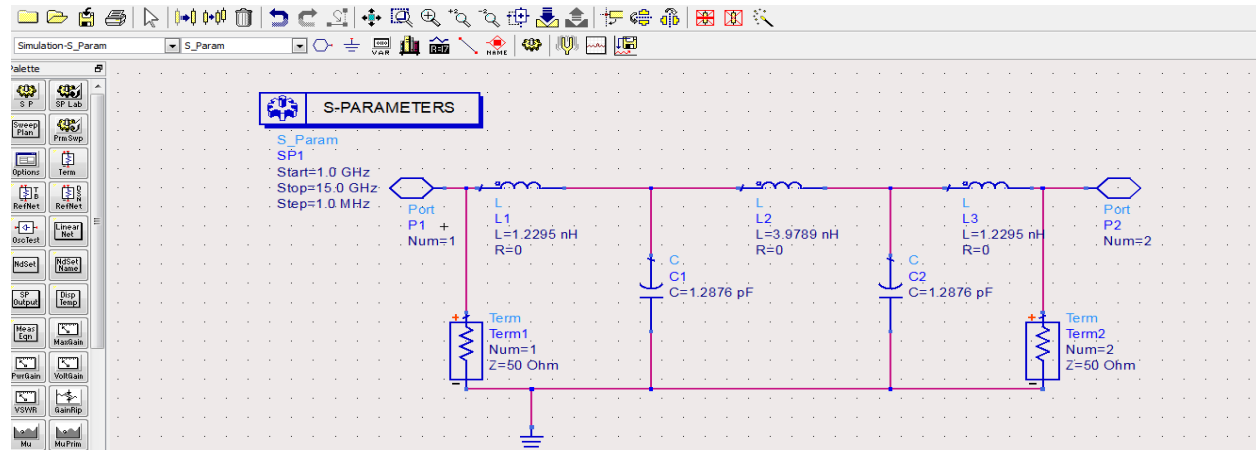 Simulation-S_Param
S_Param
VAR
R=17
NAME
Palette
S P
SP Lab
Sweep
Plan
PrmSwp
Options
Term
RefNet
RefNet
OscTest
Linear
Net
NdSet
NdSet
Name
SP
Output
Disp
Temp
Meas
Eqn
MaxGain
PwrGain
VoltGain
VSWR
GainRip
Mu
MuPrim
S-PARAMETERS
S_Param
SP1
Start=1.0 GHz
Stop=15.0 GHz
Step=1.0 MHz
Port
P1
Num=1
L
L1
L=1.2295 nH
R=0
L
L2
L=3.9789 nH
R=0
L
L3
L=1.2295 nH
R=0
Port
P2
Num=2
C
C1
C=1.2876 pF
C
C2
C=1.2876 pF
Term
Term1
Num=1
Z=50 Ohm
Term
Term2
Num=2
Z=50 Ohm